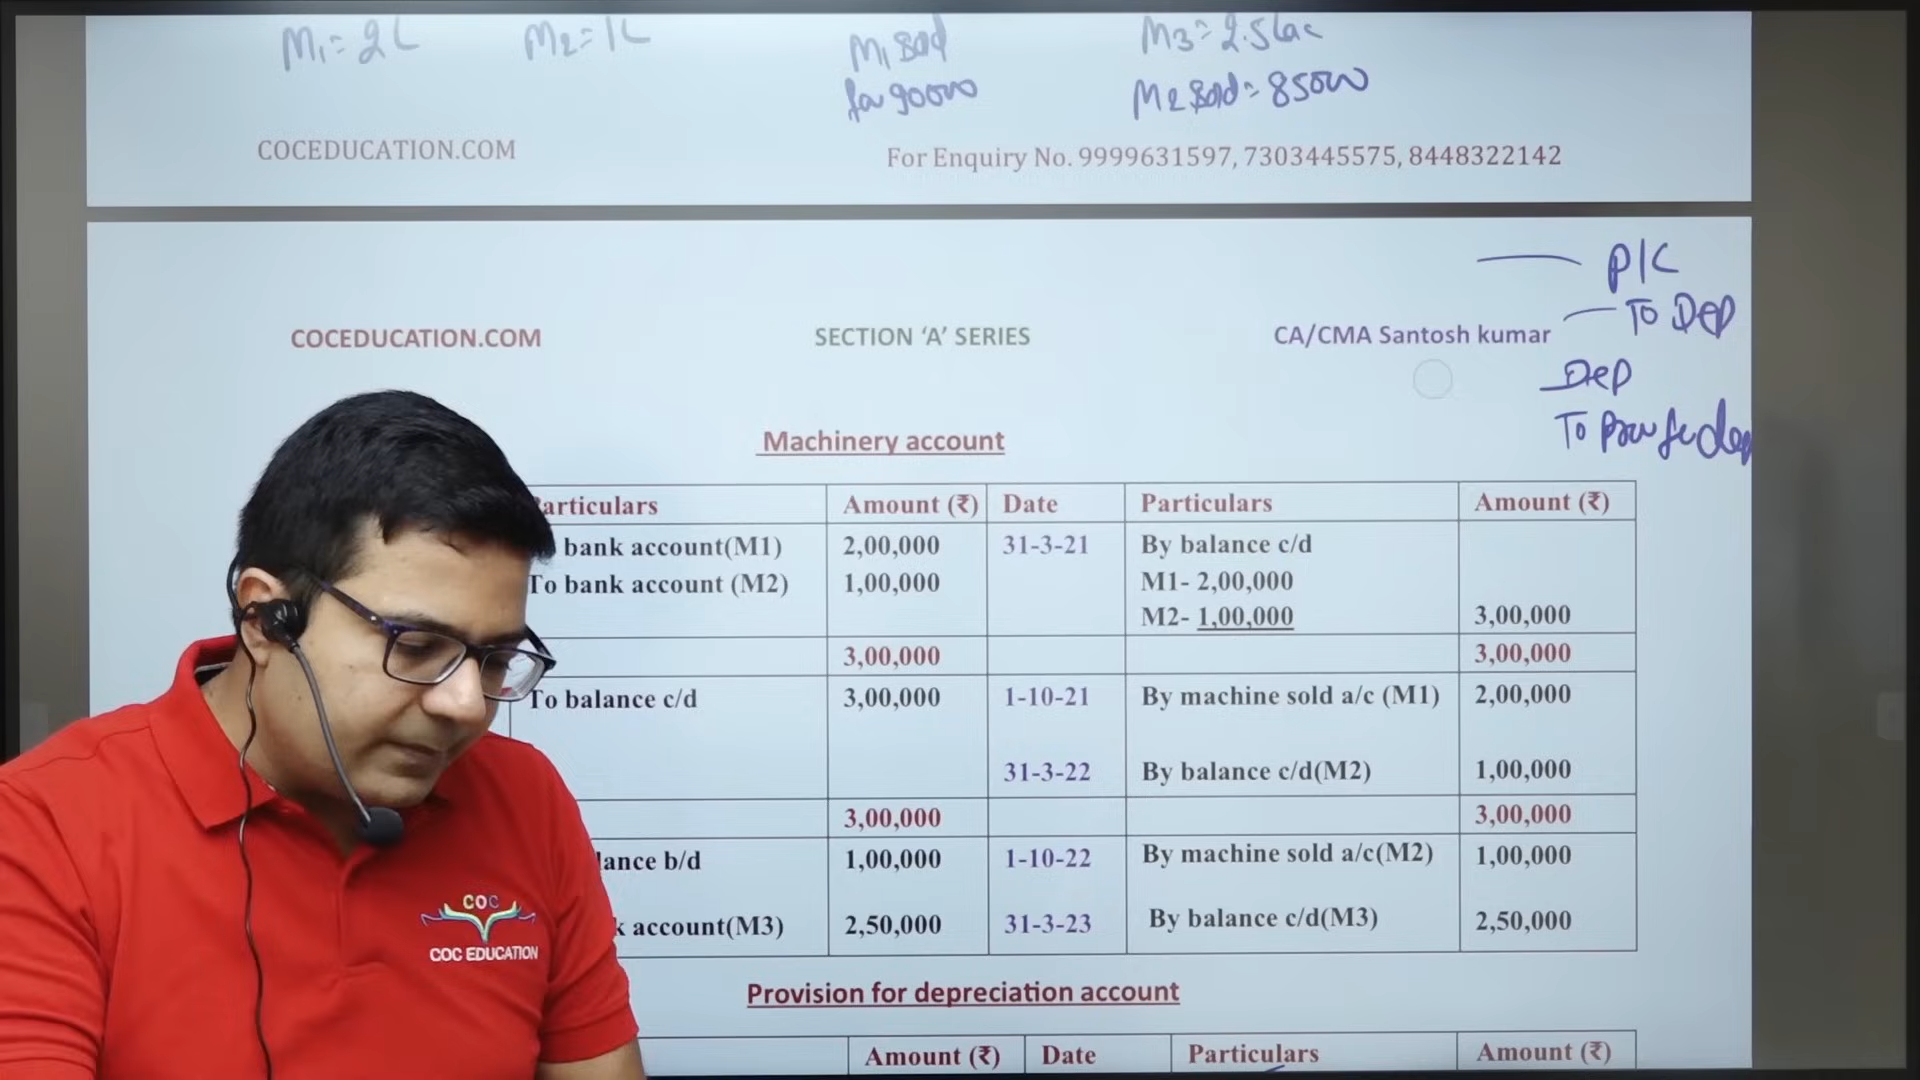 M1 = 2L M2 = 1L M1 Sold M3 = 2.5 Lac
for 90000 M2 Sold = 85000
COCEDUCATION.COM For Enquiry No. 9999631597, 7303445575, 8448322142
P/L
To Dep
COCEDUCATION.COM SECTION ‘A’ SERIES CA/CMA Santosh kumar
Dep
To Prov for dep
Machinery account
articulars Amount (₹) Date Particulars Amount (₹)
bank account(M1) 2,00,000 31-3-21 By balance c/d
To bank account (M2) 1,00,000 M1- 2,00,000
M2- 1,00,000 3,00,000
3,00,000 3,00,000
To balance c/d 3,00,000 1-10-21 By machine sold a/c (M1) 2,00,000
31-3-22 By balance c/d(M2) 1,00,000
3,00,000 3,00,000
lance b/d 1,00,000 1-10-22 By machine sold a/c(M2) 1,00,000
k account(M3) 2,50,000 31-3-23 By balance c/d(M3) 2,50,000
Provision for depreciation account
Amount (₹) Date Particulars Amount (₹)
COC
COC EDUCATION